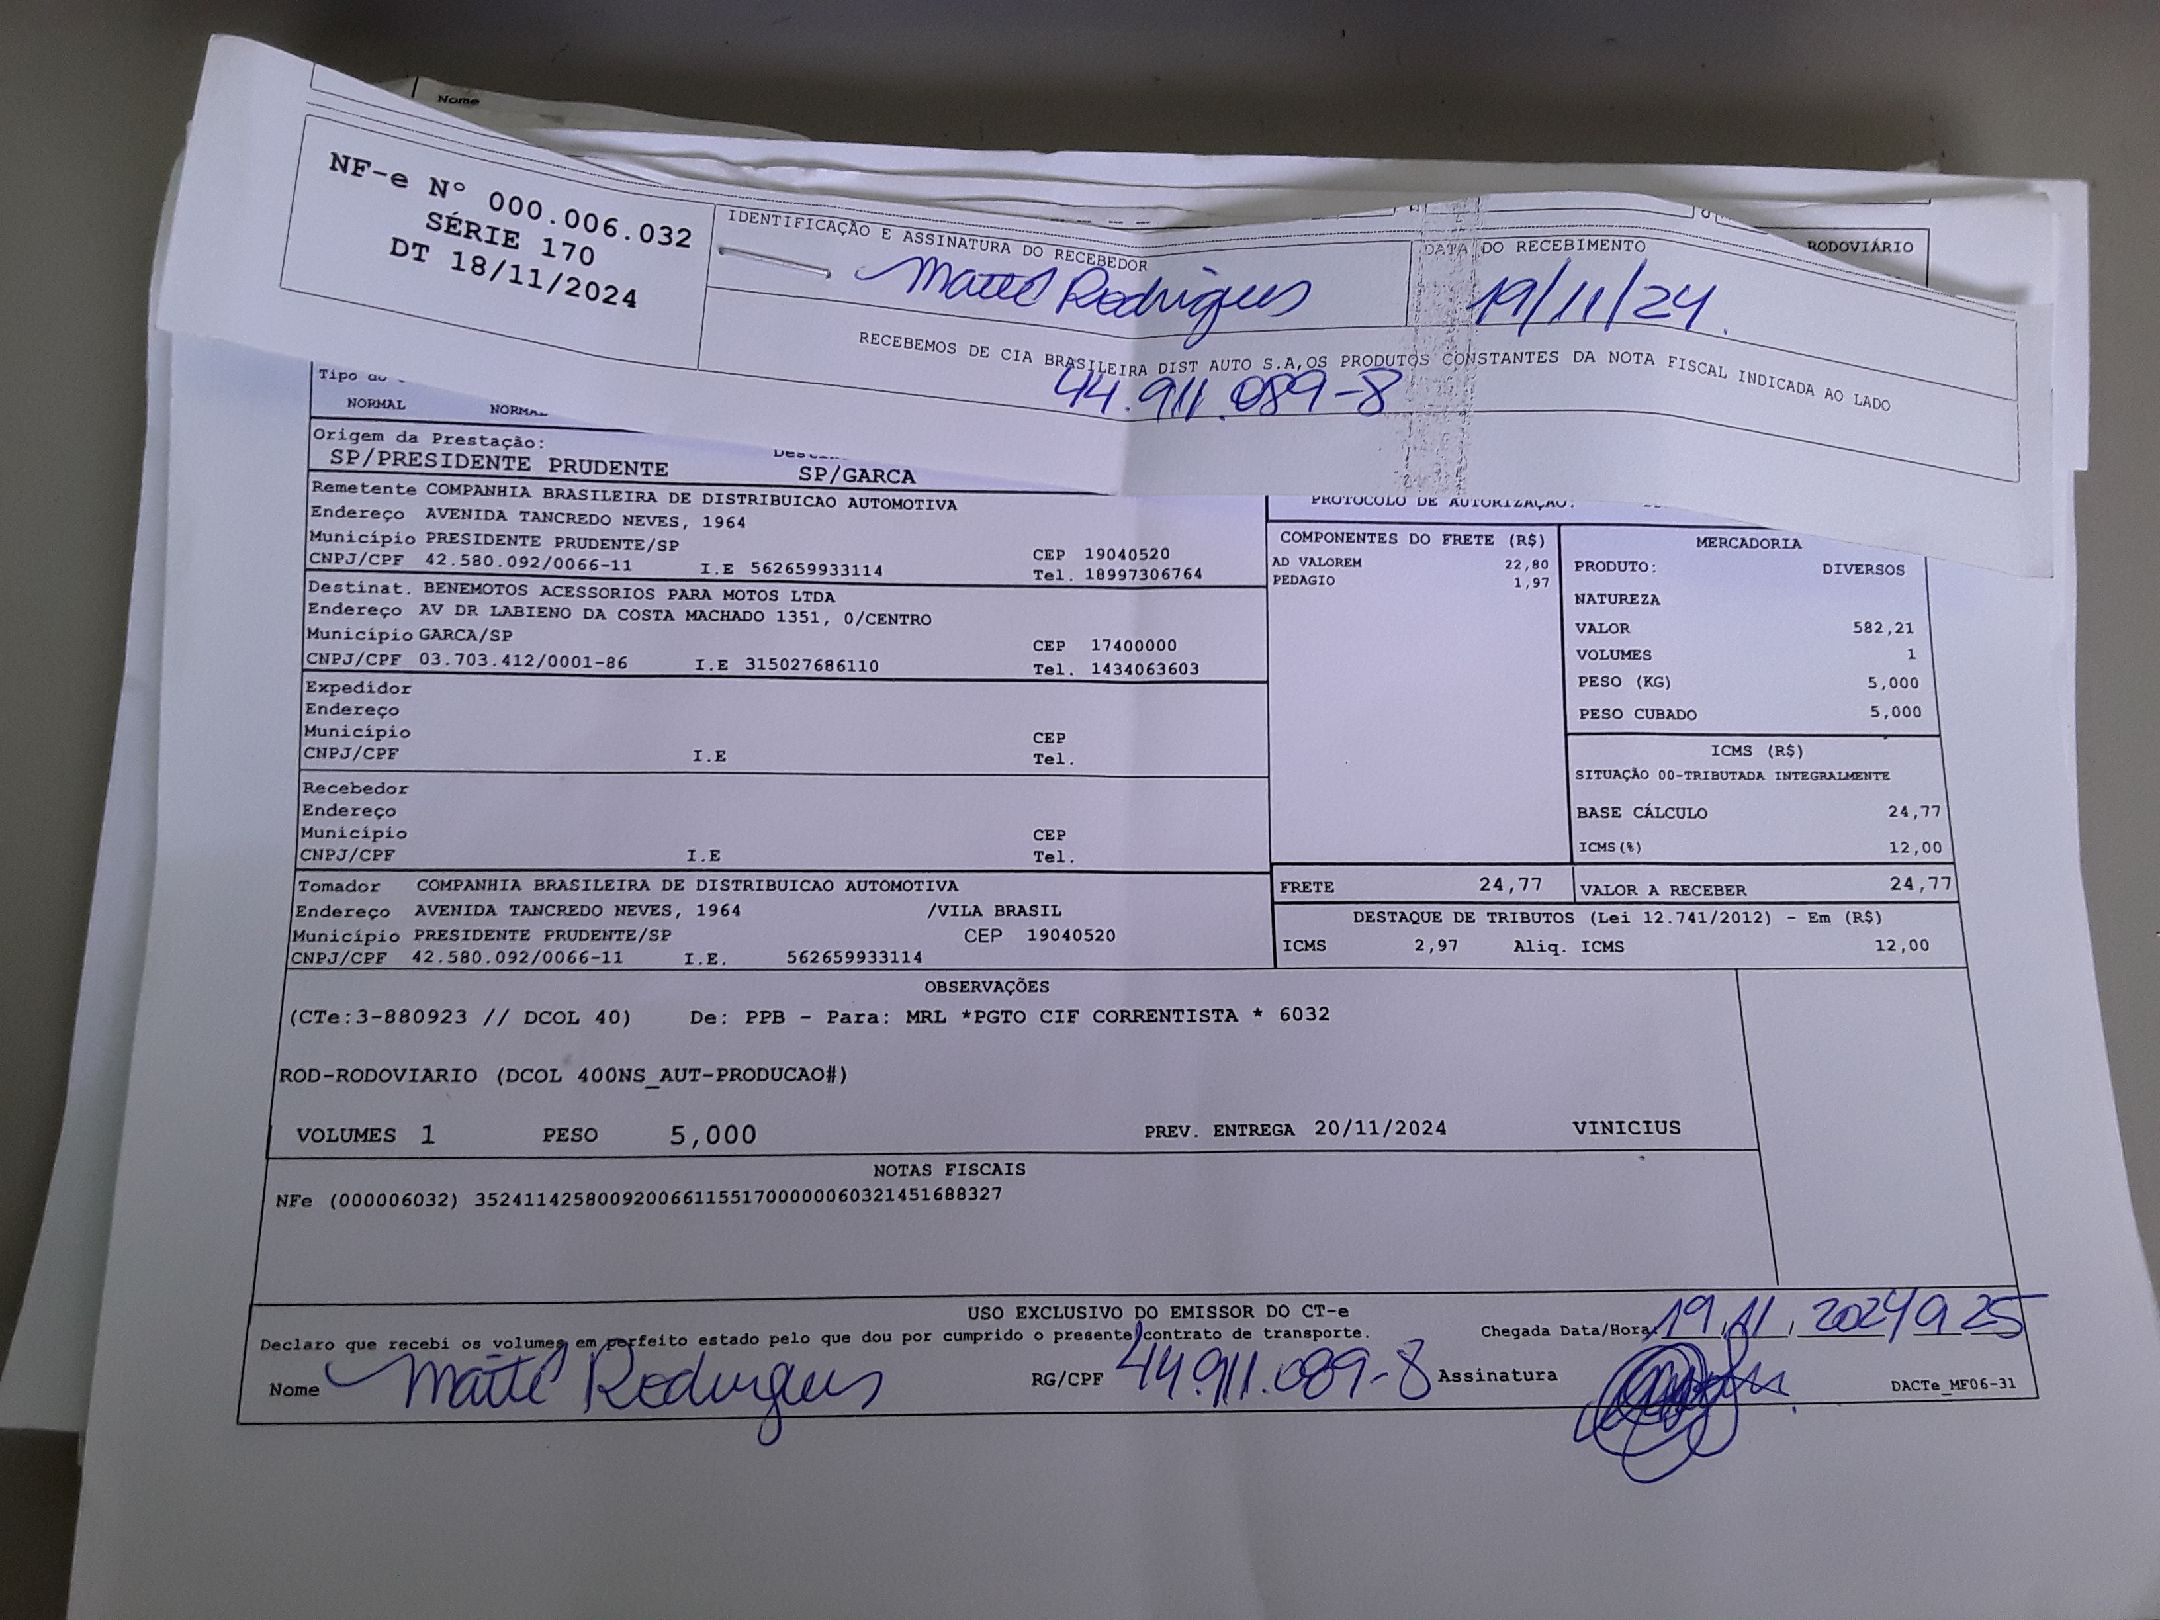 Nome
NF-e Nº 000.006.032
SÉRIE 170
DT 18/11/2024
IDENTIFICAÇÃO E ASSINATURA DO RECEBEDOR
Maitê Rodrigues
DATA DO RECEBIMENTO
19/11/24
RODOVIÁRIO
RECEBEMOS DE CIA BRASILEIRA DIST AUTO S.A,OS PRODUTOS CONSTANTES DA NOTA FISCAL INDICADA AO LADO
44.911.089-8
Tipo
NORMAL
Origem da Prestação:
SP/PRESIDENTE PRUDENTE SP/GARCA
Remetente COMPANHIA BRASILEIRA DE DISTRIBUICAO AUTOMOTIVA
Endereço AVENIDA TANCREDO NEVES, 1964
Município PRESIDENTE PRUDENTE/SP CEP 19040520
CNPJ/CPF 42.580.092/0066-11 I.E 562659933114 Tel. 18997306764
Destinat. BENEMOTOS ACESSORIOS PARA MOTOS LTDA
Endereço AV DR LABIENO DA COSTA MACHADO 1351, 0/CENTRO
Município GARCA/SP CEP 17400000
CNPJ/CPF 03.703.412/0001-86 I.E 315027686110 Tel. 1434063603
Expedidor
Endereço
Município CEP
CNPJ/CPF I.E Tel.
Recebedor
Endereço
Município CEP
CNPJ/CPF I.E Tel.
Tomador COMPANHIA BRASILEIRA DE DISTRIBUICAO AUTOMOTIVA
Endereço AVENIDA TANCREDO NEVES, 1964 /VILA BRASIL
Município PRESIDENTE PRUDENTE/SP CEP 19040520
CNPJ/CPF 42.580.092/0066-11 I.E. 562659933114
PROTOCOLO DE AUTORIZAÇÃO:
COMPONENTES DO FRETE (R$)
AD VALOREM 22,80
PEDAGIO 1,97
MERCADORIA
PRODUTO: DIVERSOS
NATUREZA
VALOR 582,21
VOLUMES 1
PESO (KG) 5,000
PESO CUBADO 5,000
ICMS (R$)
SITUAÇÃO 00-TRIBUTADA INTEGRALMENTE
BASE CÁLCULO 24,77
ICMS(%) 12,00
FRETE 24,77 VALOR A RECEBER 24,77
DESTAQUE DE TRIBUTOS (Lei 12.741/2012) - Em (R$)
ICMS 2,97 Aliq. ICMS 12,00
OBSERVAÇÕES
(CTe:3-880923 // DCOL 40) De: PPB - Para: MRL *PGTO CIF CORRENTISTA * 6032
ROD-RODOVIARIO (DCOL 400NS_AUT-PRODUCAO#)
VOLUMES 1 PESO 5,000 PREV. ENTREGA 20/11/2024 VINICIUS
NOTAS FISCAIS
NFe (000006032) 35241142580092006611551700000060321451688327
USO EXCLUSIVO DO EMISSOR DO CT-e
Declaro que recebi os volumes em perfeito estado pelo que dou por cumprido o presente contrato de transporte. Chegada Data/Hora 19/11/2024 9 25
Nome Maitê Rodrigues RG/CPF 44.911.089-8 Assinatura
DACTe_MF06-31